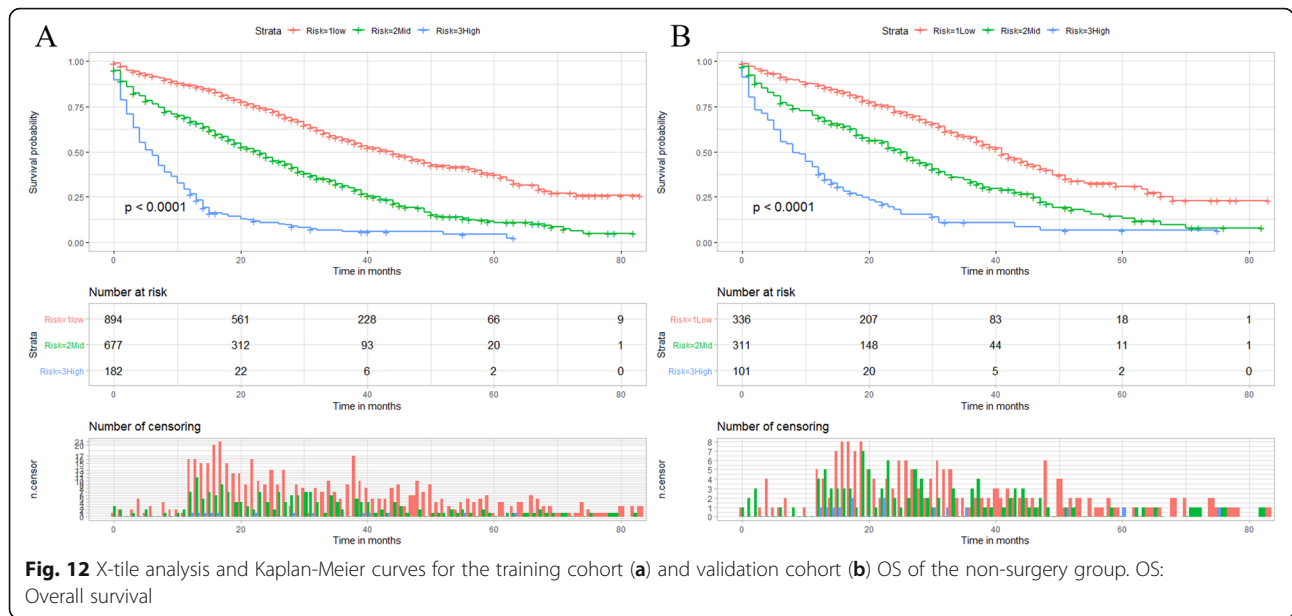 A
Strata Risk=1low Risk=2Mid Risk=3High
Survival probability
1.00
0.75
0.50
0.25
0.00
p < 0.0001
0 20 40 60 80
Time in months
Number at risk
Strata
Risk=1low 894 561 228 66 9
Risk=2Mid 677 312 93 20 1
Risk=3High 182 22 6 2 0
0 20 40 60 80
Time in months
Number of censoring
n.censor
0 20 40 60 80
Time in months
B
Strata Risk=1Low Risk=2Mid Risk=3High
Survival probability
1.00
0.75
0.50
0.25
0.00
p < 0.0001
0 20 40 60 80
Time in months
Number at risk
Strata
Risk=1Low 336 207 83 18 1
Risk=2Mid 311 148 44 11 1
Risk=3High 101 20 5 2 0
0 20 40 60 80
Time in months
Number of censoring
n.censor
8
7
6
5
4
3
2
1
0
0 20 40 60 80
Time in months
Fig. 12 X-tile analysis and Kaplan-Meier curves for the training cohort (a) and validation cohort (b) OS of the non-surgery group. OS:
Overall survival